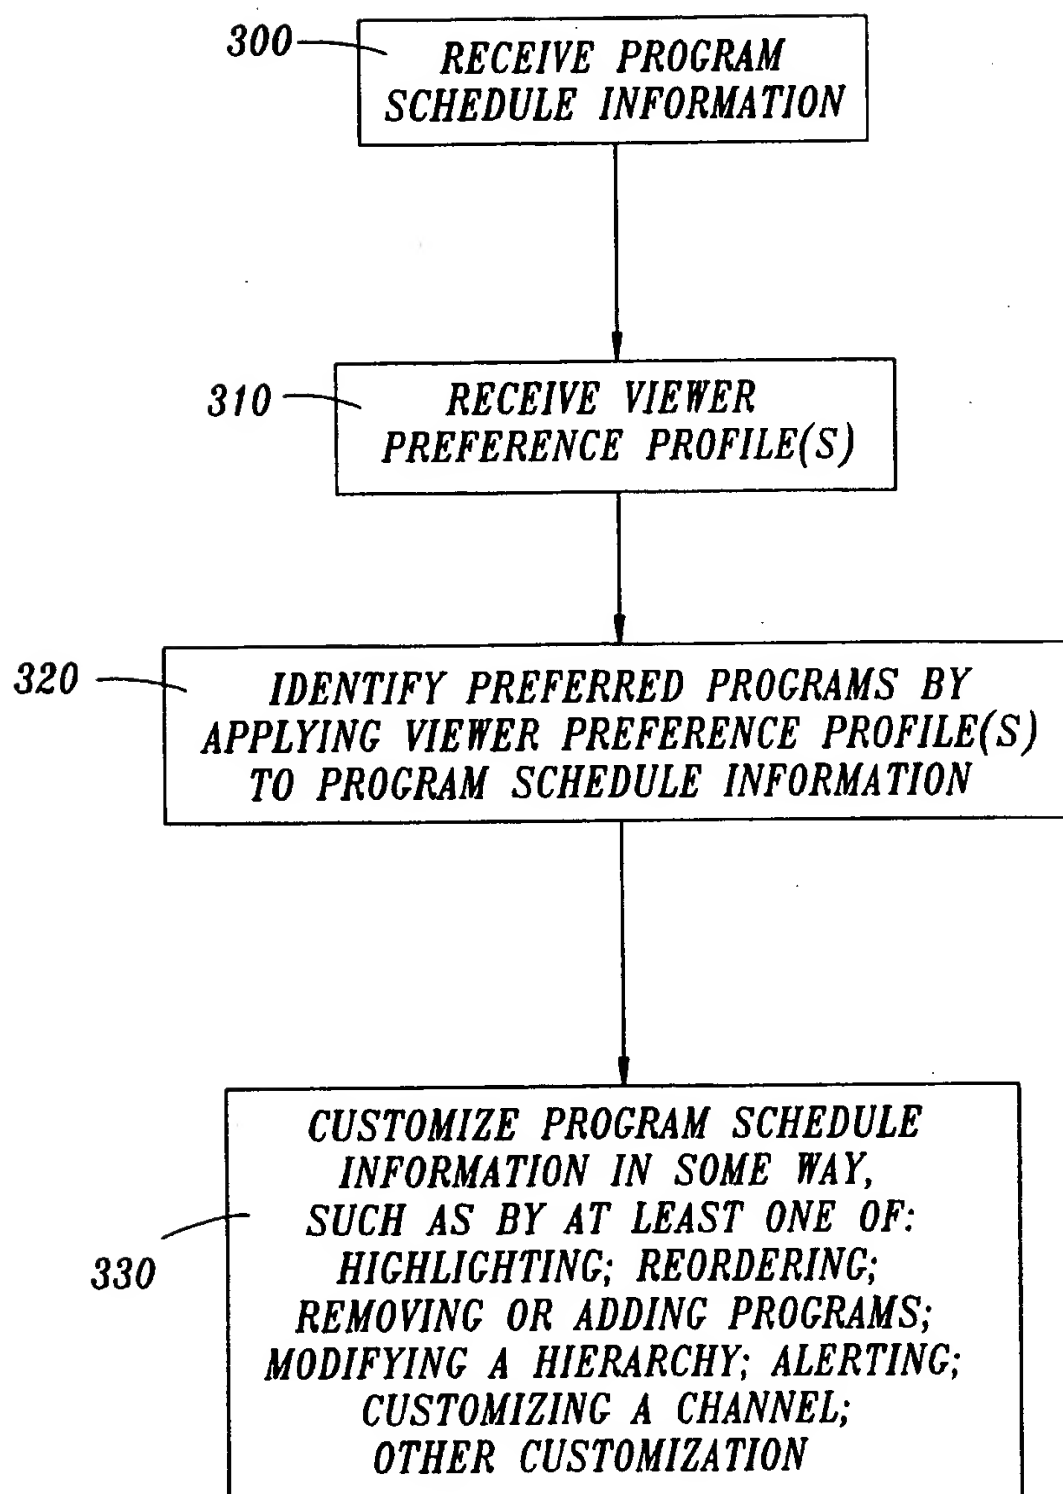 300
RECEIVE PROGRAM
SCHEDULE INFORMATION
310
RECEIVE VIEWER
PREFERENCE PROFILE(S)
320
IDENTIFY PREFERRED PROGRAMS BY
APPLYING VIEWER PREFERENCE PROFILE(S)
TO PROGRAM SCHEDULE INFORMATION
330
CUSTOMIZE PROGRAM SCHEDULE
INFORMATION IN SOME WAY,
SUCH AS BY AT LEAST ONE OF:
HIGHLIGHTING; REORDERING;
REMOVING OR ADDING PROGRAMS;
MODIFYING A HIERARCHY; ALERTING;
CUSTOMIZING A CHANNEL;
OTHER CUSTOMIZATION